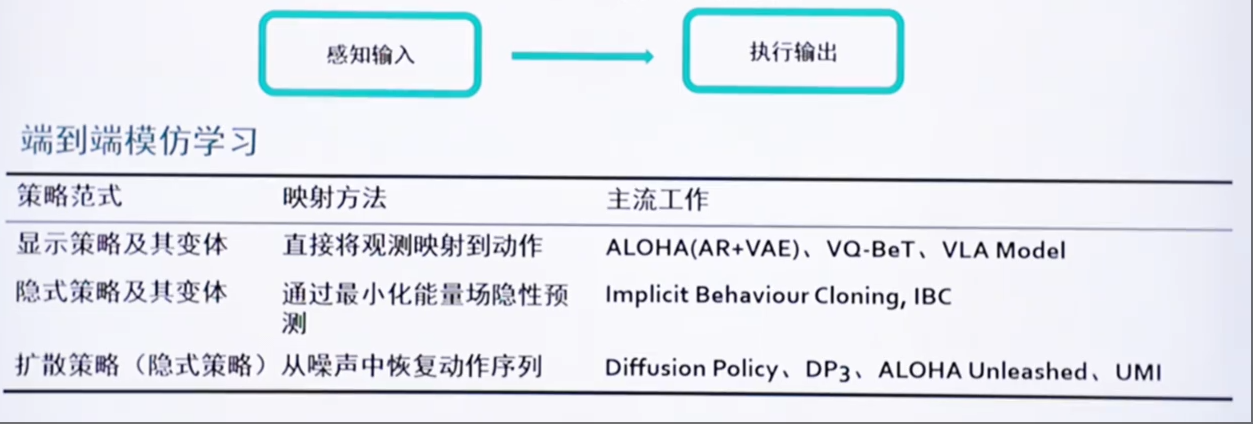 感知输入 执行输出
端到端模仿学习
策略范式 映射方法 主流工作
显示策略及其变体 直接将观测映射到动作 ALOHA(AR+VAE)、VQ-BeT、VLA Model
隐式策略及其变体 通过最小化能量场隐性预 Implicit Behaviour Cloning, IBC
测
扩散策略（隐式策略） 从噪声中恢复动作序列 Diffusion Policy、DP3、ALOHA Unleashed、UMI